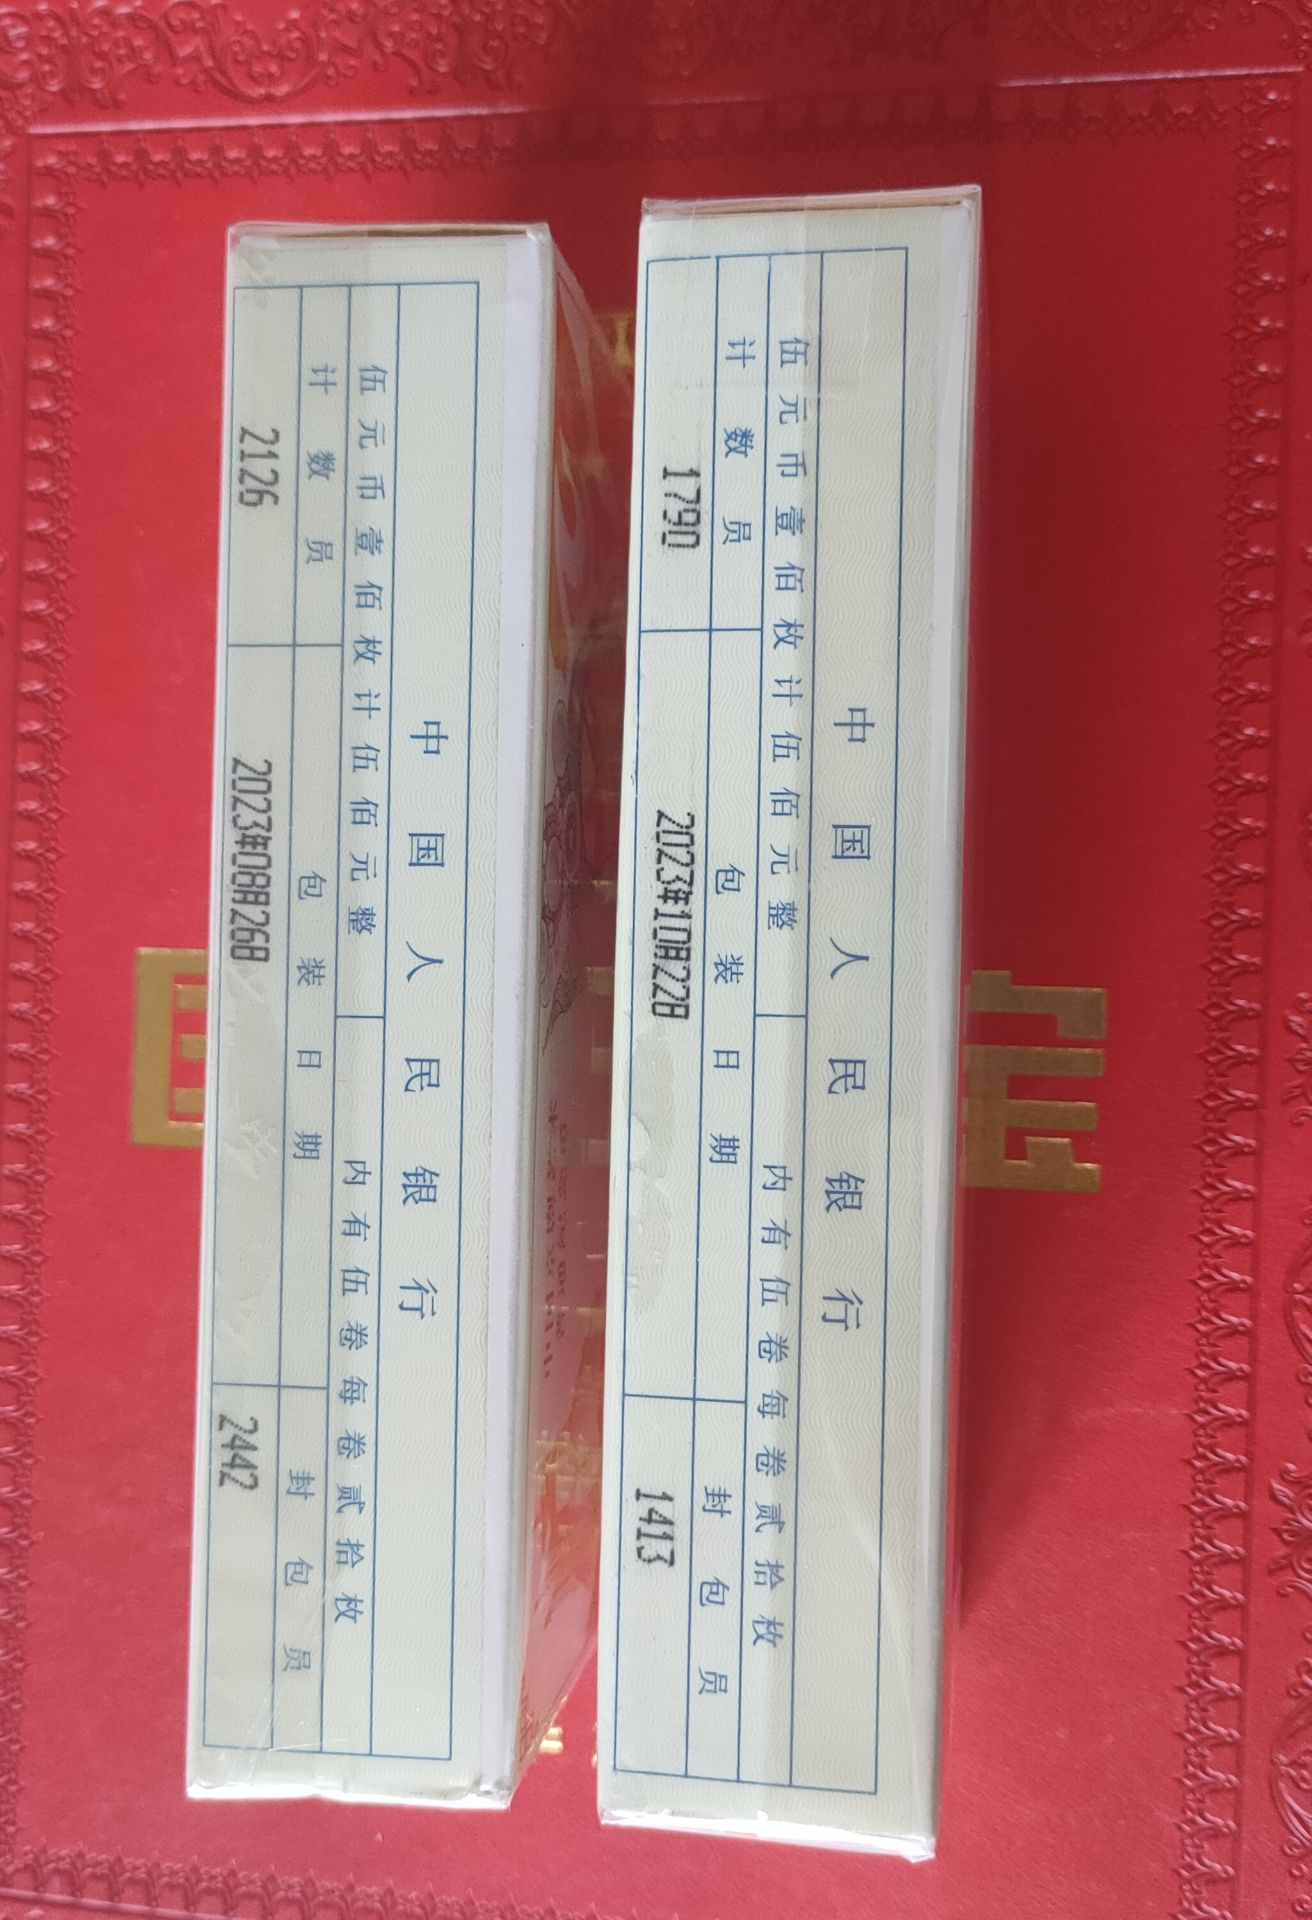 中国人民银行
伍元币壹佰枚计伍佰元整 内有伍卷每卷贰拾枚
计数员 包装日期 封包员
1790 2023年10月22日 1413
中国人民银行
伍元币壹佰枚计伍佰元整 内有伍卷每卷贰拾枚
计数员 包装日期 封包员
2126 2023年08月26日 2442